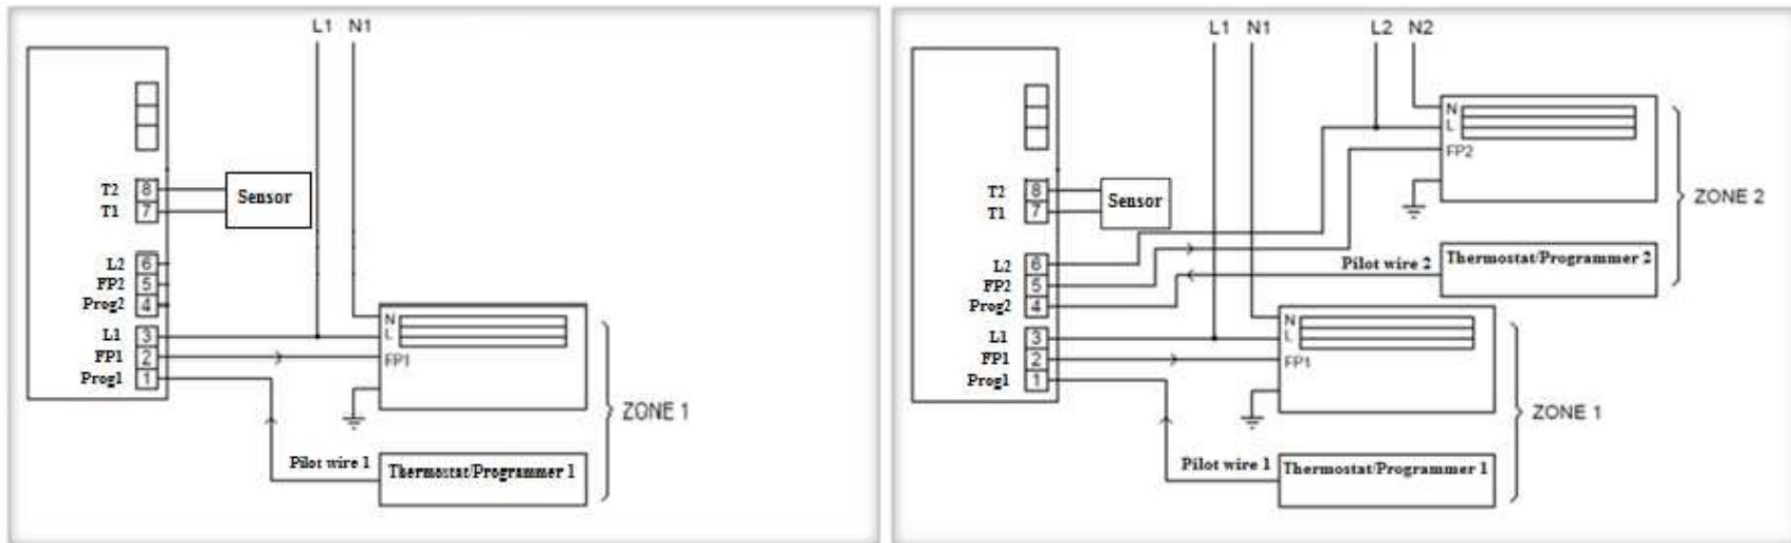 L1 N1
T2 8
Sensor
T1 7
L2 6
FP2 5
Prog2 4
N
L1 3
L
FP1 2
FP1
Prog1 1
ZONE 1
Pilot wire 1
Thermostat/Programmer 1
L1 N1
L2 N2
N
L
FP2
T2 8
Sensor
T1 7
ZONE 2
L2 6
Pilot wire 2
Thermostat/Programmer 2
FP2 5
Prog2 4
N
L1 3
L
FP1 2
FP1
Prog1 1
ZONE 1
Pilot wire 1
Thermostat/Programmer 1